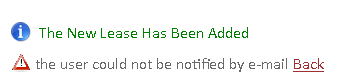 The New Lease Has Been Added
the user could not be notified by e-mail Back